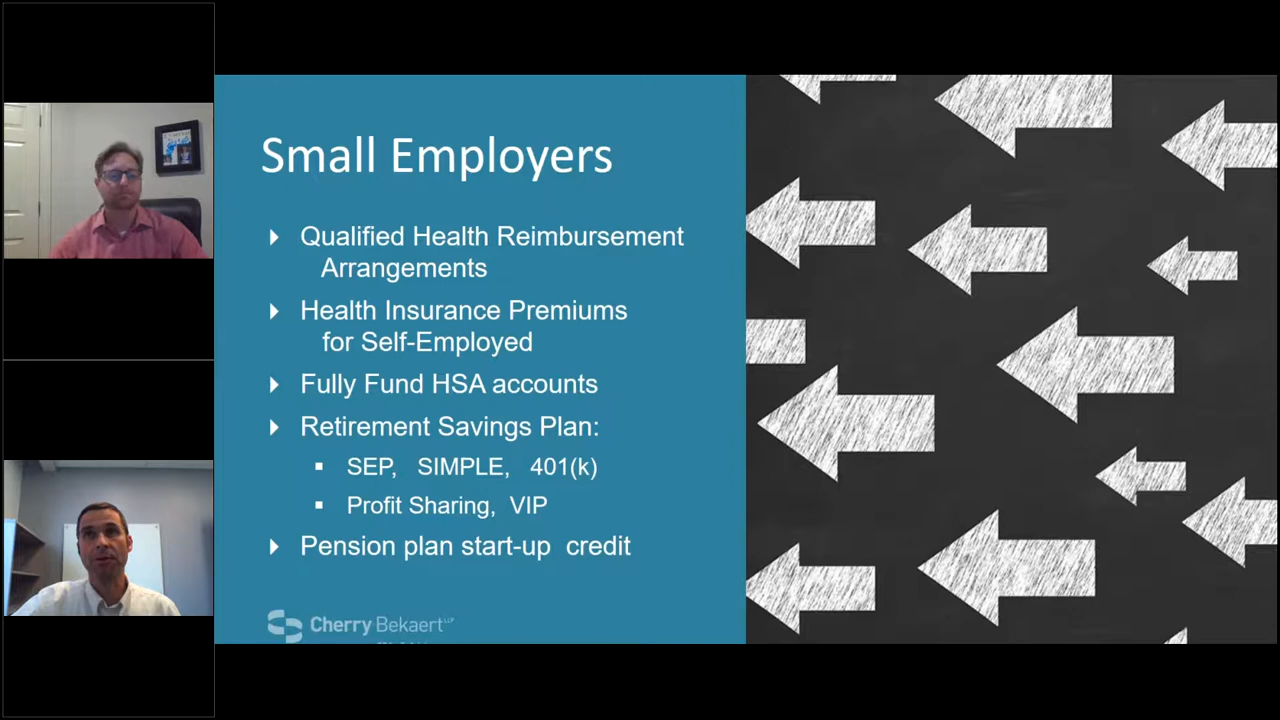 Small Employers
Qualified Health Reimbursement
Arrangements
Health Insurance Premiums
for Self-Employed
Fully Fund HSA accounts
Retirement Savings Plan:
SEP, SIMPLE, 401(k)
Profit Sharing, VIP
Pension plan start-up credit
Cherry Bekaert LLP